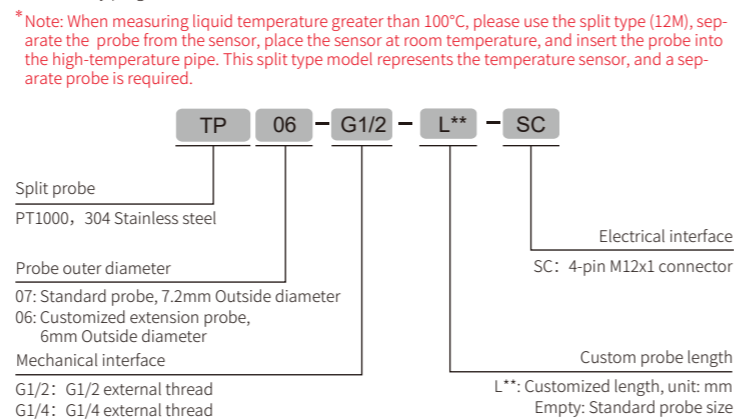 *Note: When measuring liquid temperature greater than 100°C, please use the split type (12M), sep-
arate the probe from the sensor, place the sensor at room temperature, and insert the probe into
the high-temperature pipe. This split type model represents the temperature sensor, and a sep-
arate probe is required.
TP 06 - G1/2 - L** - SC
Split probe
PT1000，304 Stainless steel
Electrical interface
SC：4-pin M12x1 connector
Probe outer diameter
07: Standard probe, 7.2mm Outside diameter
06: Customized extension probe,
6mm Outside diameter
Mechanical interface
G1/2：G1/2 external thread
G1/4：G1/4 external thread
Custom probe length
L**: Customized length, unit: mm
Empty: Standard probe size